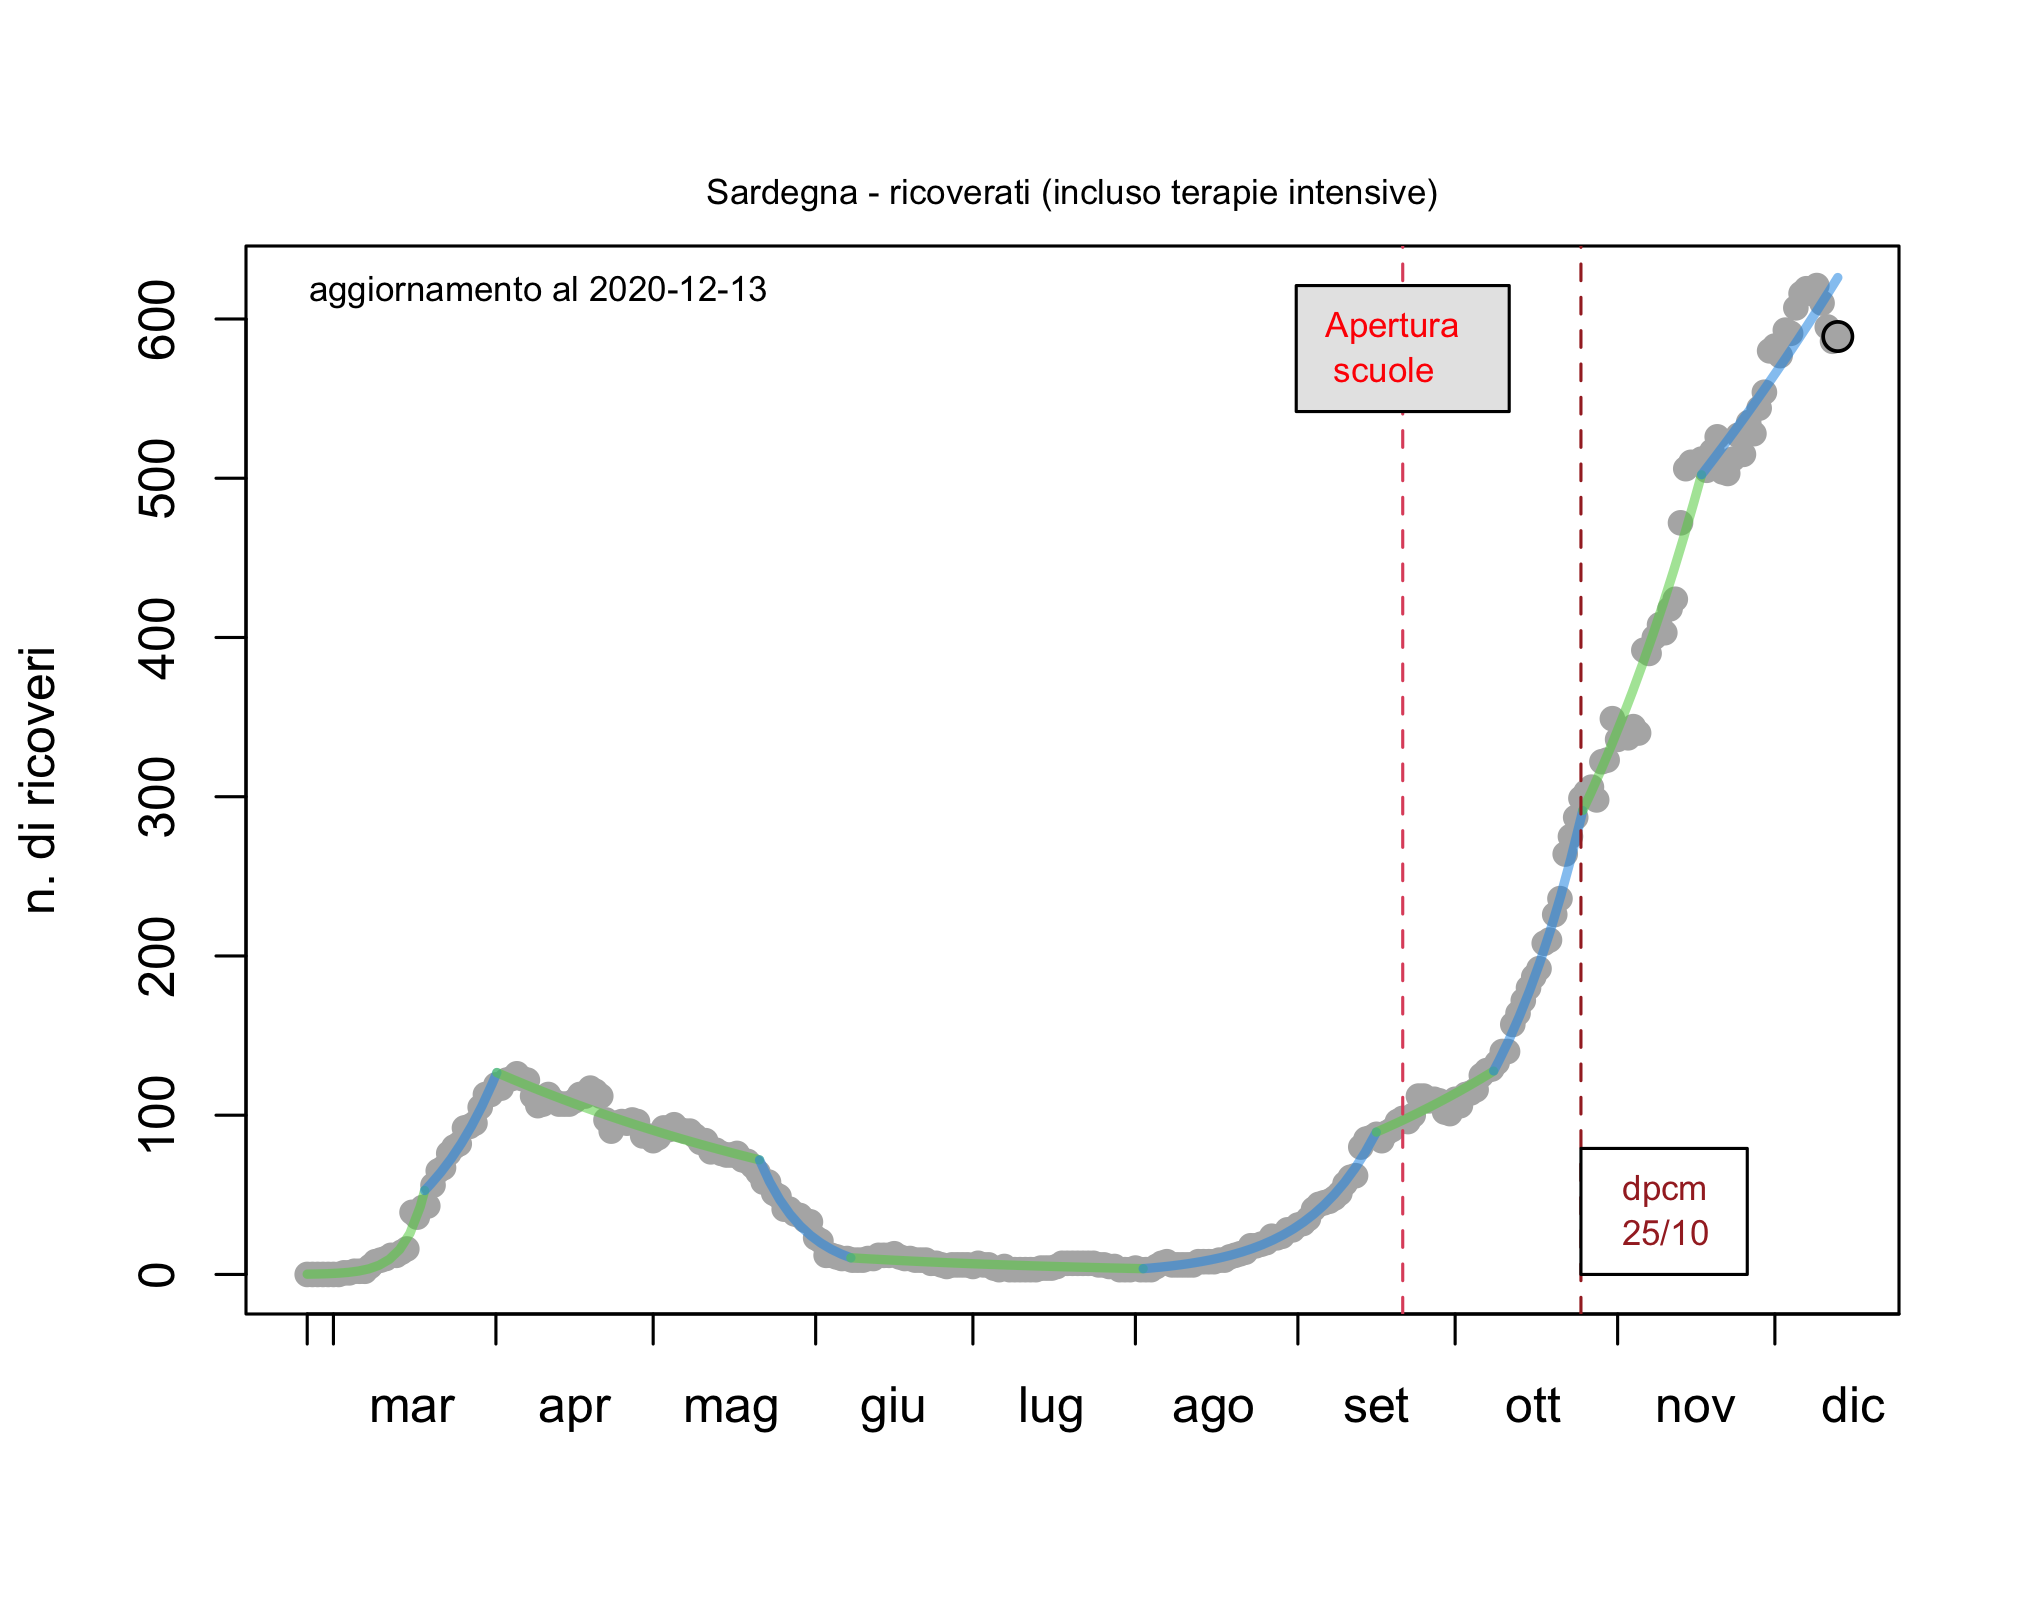 Sardegna - ricoverati (incluso terapie intensive)
aggiornamento al 2020-12-13
Apertura
scuole
dpcm
25/10
n. di ricoveri
600
500
400
300
200
100
0
mar apr mag giu lug ago set ott nov dic